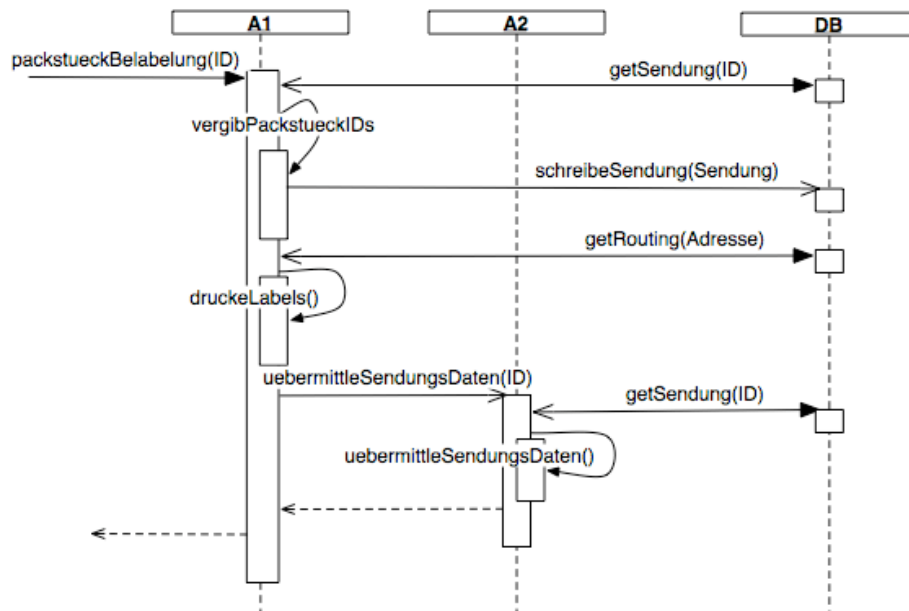 A1
A2
DB
packstueckBelabelung(ID)
getSendung(ID)
vergibPackstueckIDs
schreibeSendung(Sendung)
getRouting(Adresse)
druckeLabels()
uebermittleSendungsDaten(ID)
getSendung(ID)
uebermittleSendungsDaten()